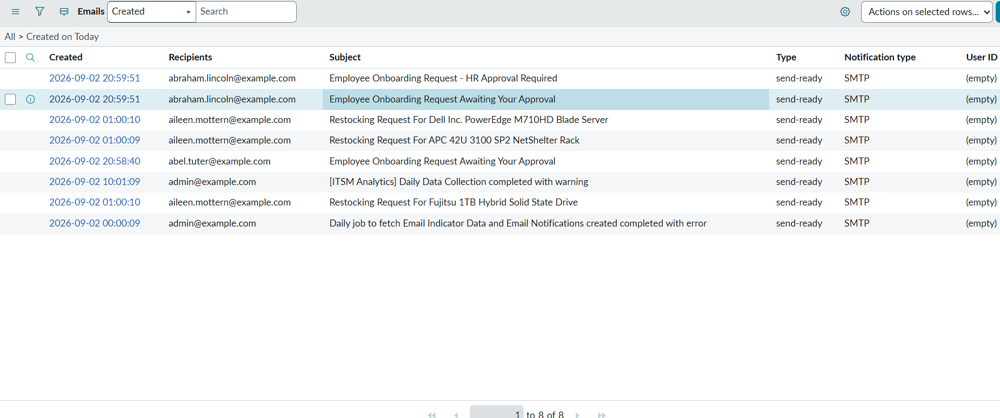 Emails Created Search Actions on selected rows...
All > Created on Today
Created Recipients Subject Type Notification type User ID
2026-09-02 20:59:51 abraham.lincoln@example.com Employee Onboarding Request - HR Approval Required send-ready SMTP (empty)
2026-09-02 20:59:51 abraham.lincoln@example.com Employee Onboarding Request Awaiting Your Approval send-ready SMTP (empty)
2026-09-02 01:00:10 aileen.mottern@example.com Restocking Request For Dell Inc. PowerEdge M710HD Blade Server send-ready SMTP (empty)
2026-09-02 01:00:09 aileen.mottern@example.com Restocking Request For APC 42U 3100 SP2 NetShelter Rack send-ready SMTP (empty)
2026-09-02 20:58:40 abel.tuter@example.com Employee Onboarding Request Awaiting Your Approval send-ready SMTP (empty)
2026-09-02 10:01:09 admin@example.com [ITSM Analytics] Daily Data Collection completed with warning send-ready SMTP (empty)
2026-09-02 01:00:10 aileen.mottern@example.com Restocking Request For Fujitsu 1TB Hybrid Solid State Drive send-ready SMTP (empty)
2026-09-02 00:00:09 admin@example.com Daily job to fetch Email Indicator Data and Email Notifications created completed with error send-ready SMTP (empty)
1 to 8 of 8